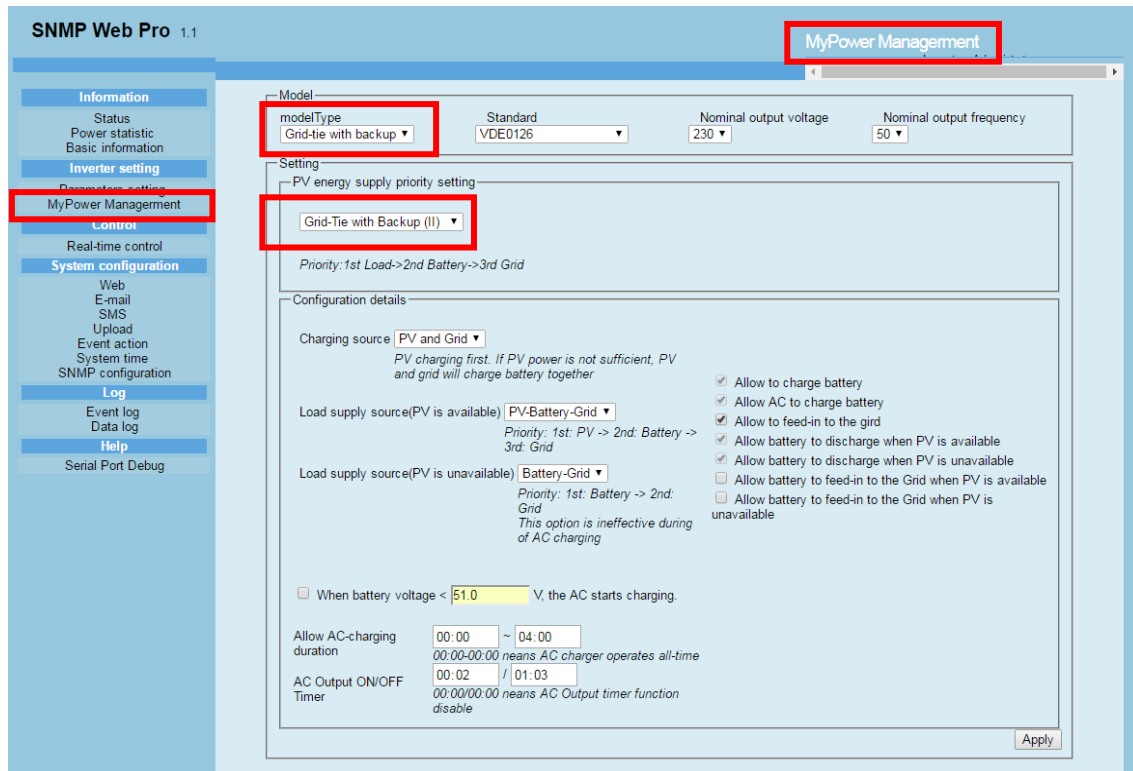 SNMP Web Pro 1.1
MyPower Managerment
Information
Status
Power statistic
Basic information
Inverter setting
Parameters setting
MyPower Managerment
Control
Real-time control
System configuration
Web
E-mail
SMS
Upload
Event action
System time
SNMP configuration
Log
Event log
Data log
Help
Serial Port Debug
Model
modelType Standard Nominal output voltage Nominal output frequency
Grid-tie with backup VDE0126 230 50
Setting
PV energy supply priority setting
Grid-Tie with Backup (II)
Priority:1st Load->2nd Battery->3rd Grid
Configuration details
Charging source PV and Grid
PV charging first. If PV power is not sufficient, PV
and grid will charge battery together
Load supply source(PV is available) PV-Battery-Grid
Priority: 1st: PV -> 2nd: Battery ->
3rd: Grid
Load supply source(PV is unavailable) Battery-Grid
Priority: 1st: Battery -> 2nd:
Grid
This option is ineffective during
of AC charging
Allow to charge battery
Allow AC to charge battery
Allow to feed-in to the gird
Allow battery to discharge when PV is available
Allow battery to discharge when PV is unavailable
Allow battery to feed-in to the Grid when PV is available
Allow battery to feed-in to the Grid when PV is
unavailable
When battery voltage < 51.0 V, the AC starts charging.
Allow AC-charging
duration
00:00 ~ 04:00
00:00-00:00 neans AC charger operates all-time
AC Output ON/OFF
Timer
00:02 / 01:03
00:00/00:00 neans AC Output timer function
disable
Apply